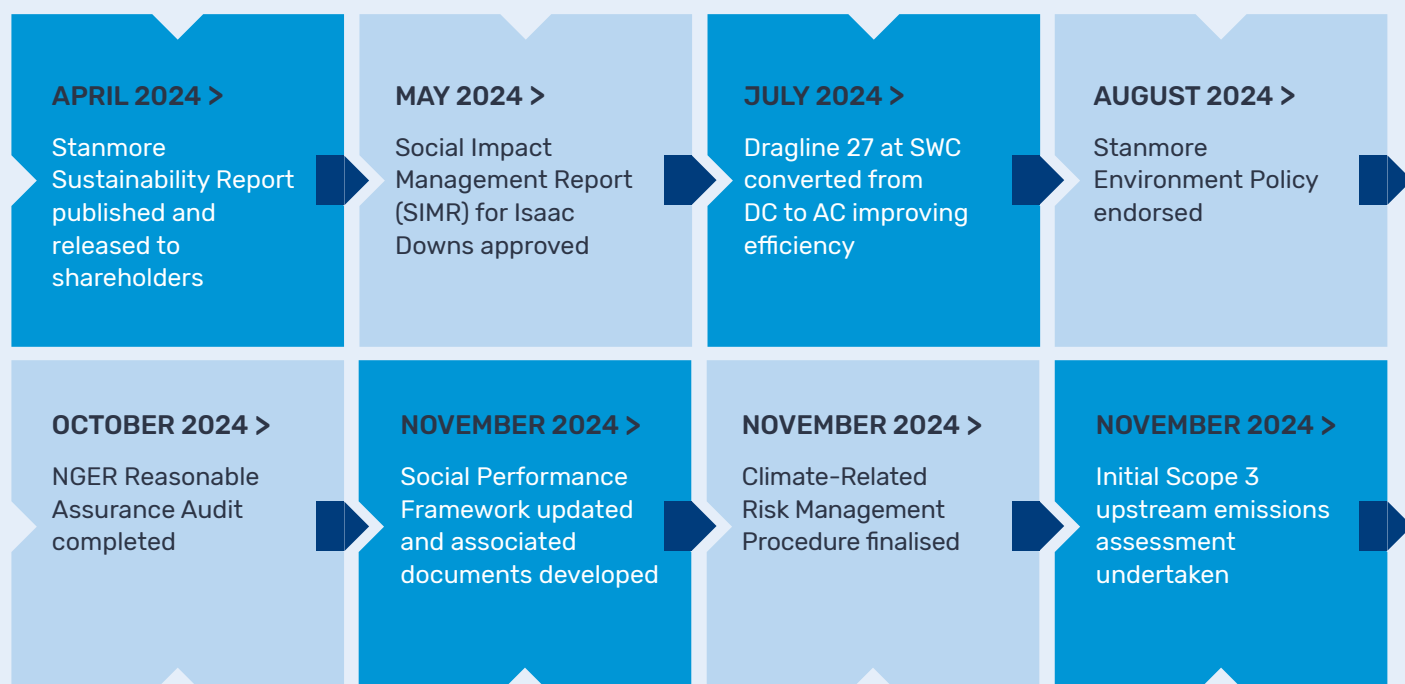 APRIL 2024 >
Stanmore
Sustainability Report
published and
released to
shareholders
MAY 2024 >
Social Impact
Management Report
(SIMR) for Isaac
Downs approved
JULY 2024 >
Dragline 27 at SWC
converted from
DC to AC improving
efficiency
AUGUST 2024 >
Stanmore
Environment Policy
endorsed
OCTOBER 2024 >
NGER Reasonable
Assurance Audit
completed
NOVEMBER 2024 >
Social Performance
Framework updated
and associated
documents developed
NOVEMBER 2024 >
Climate-Related
Risk Management
Procedure finalised
NOVEMBER 2024 >
Initial Scope 3
upstream emissions
assessment
undertaken